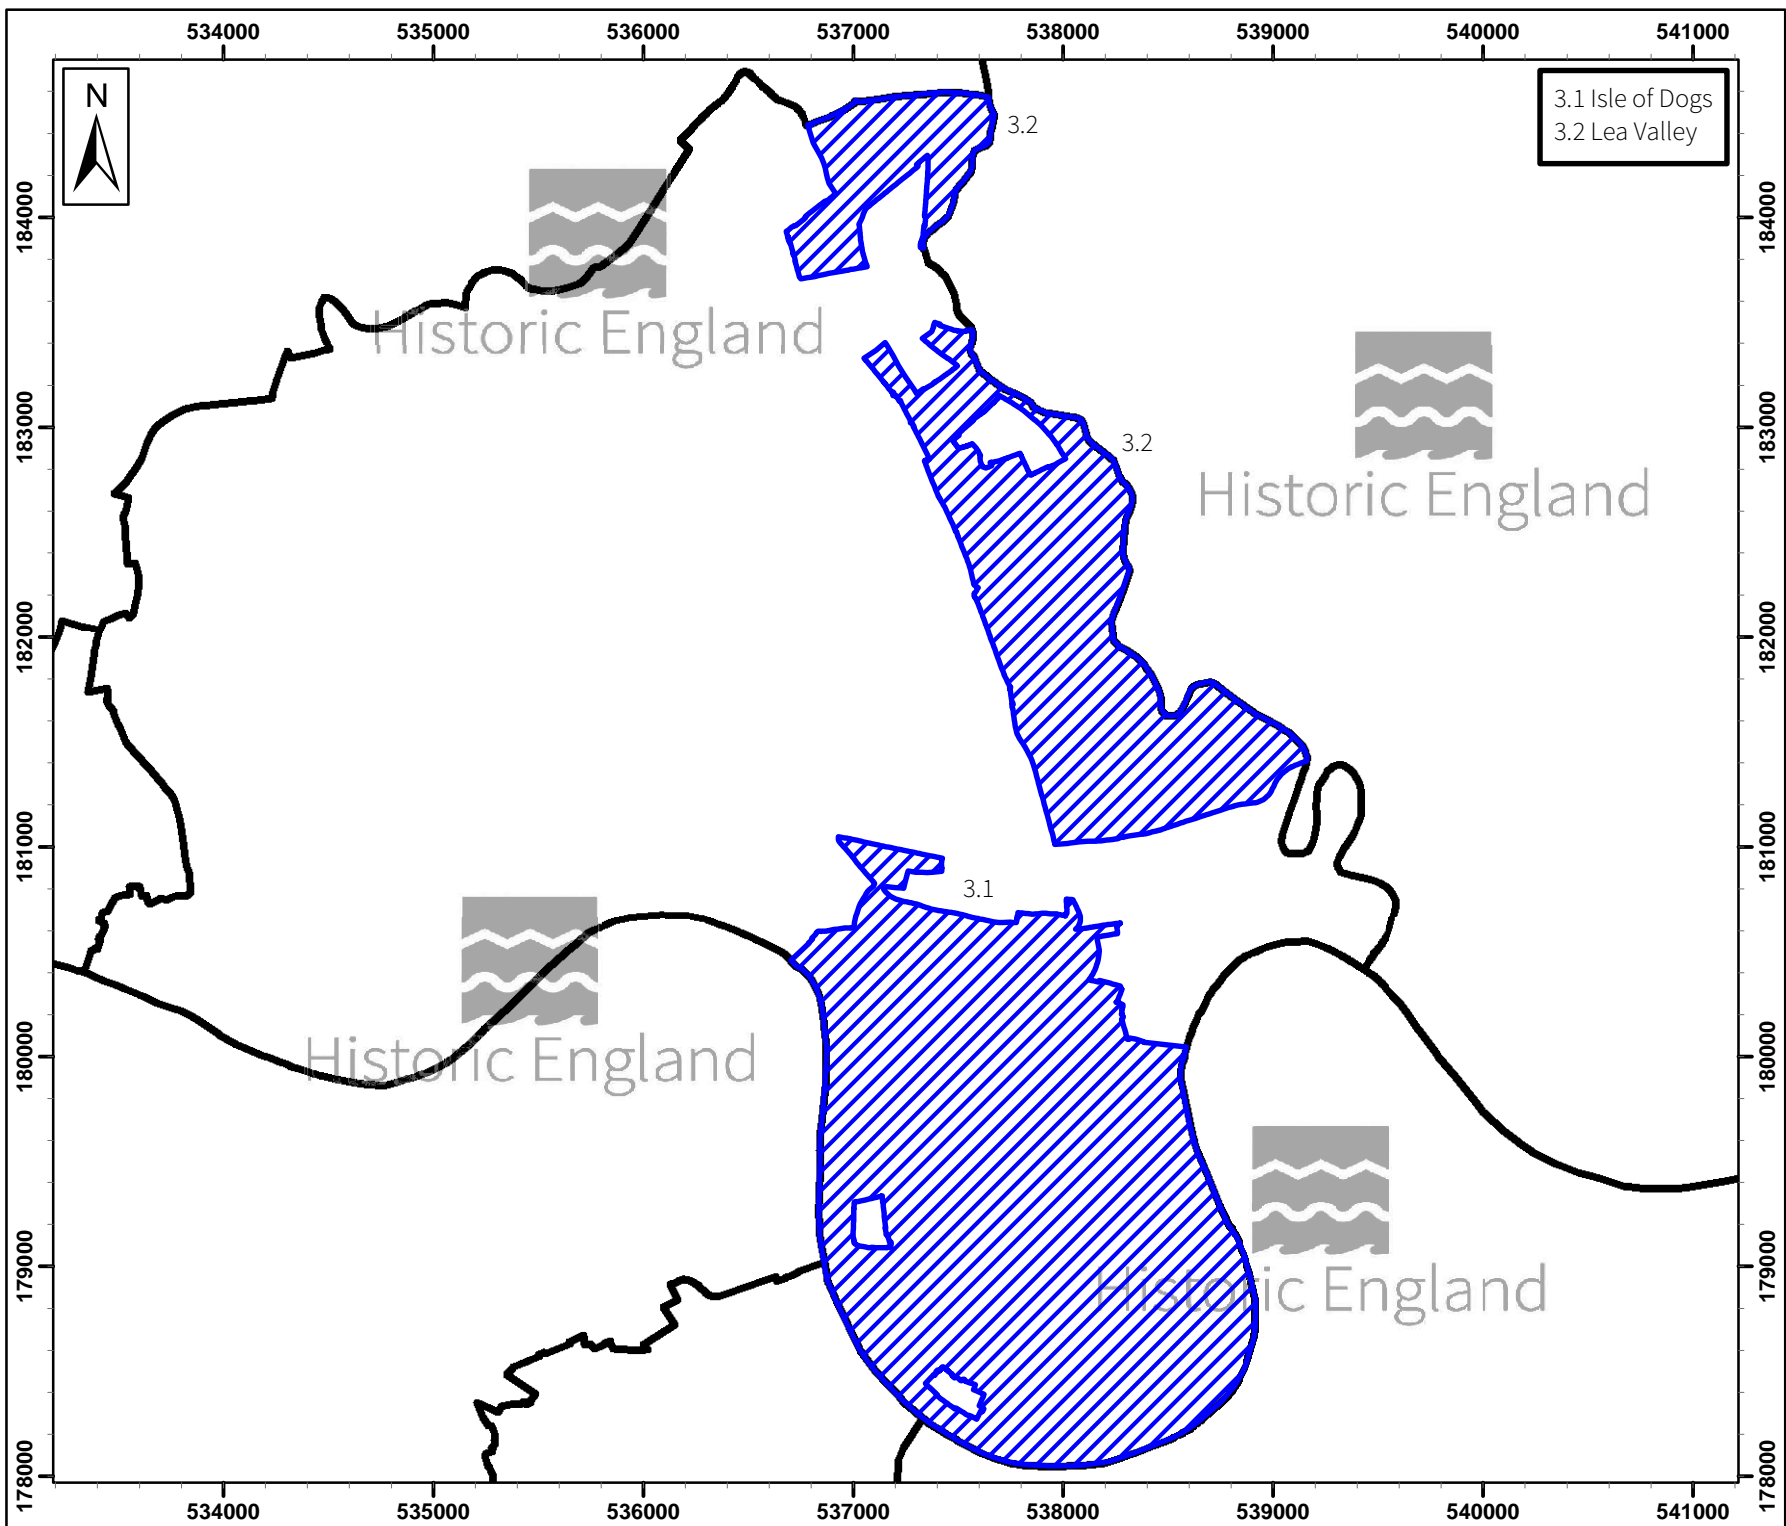 534000 535000 536000 537000 538000 539000 540000 541000
N
3.1 Isle of Dogs
3.2 Lea Valley
3.2
184000 184000
Historic England
183000 183000
3.2
Historic England
182000 182000
181000 181000
3.1
Historic England
180000 180000
179000 179000
Historic England
178000 178000
534000 535000 536000 537000 538000 539000 540000 541000